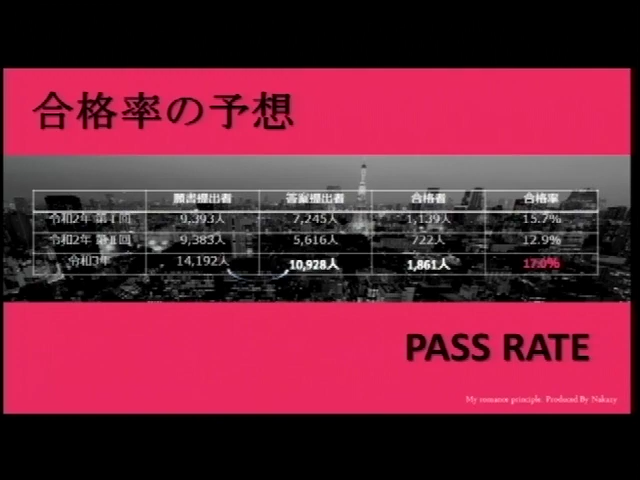 合格率の予想
願書提出者 答案提出者 合格者 合格率
令和2年 第Ⅰ回 9,393人 7,245人 1,139人 15.7%
令和2年 第Ⅱ回 9,383人 5,616人 722人 12.9%
令和3年 14,192人 10,928人 1,861人
PASS RATE
My romance principle. Produced By Nakazy